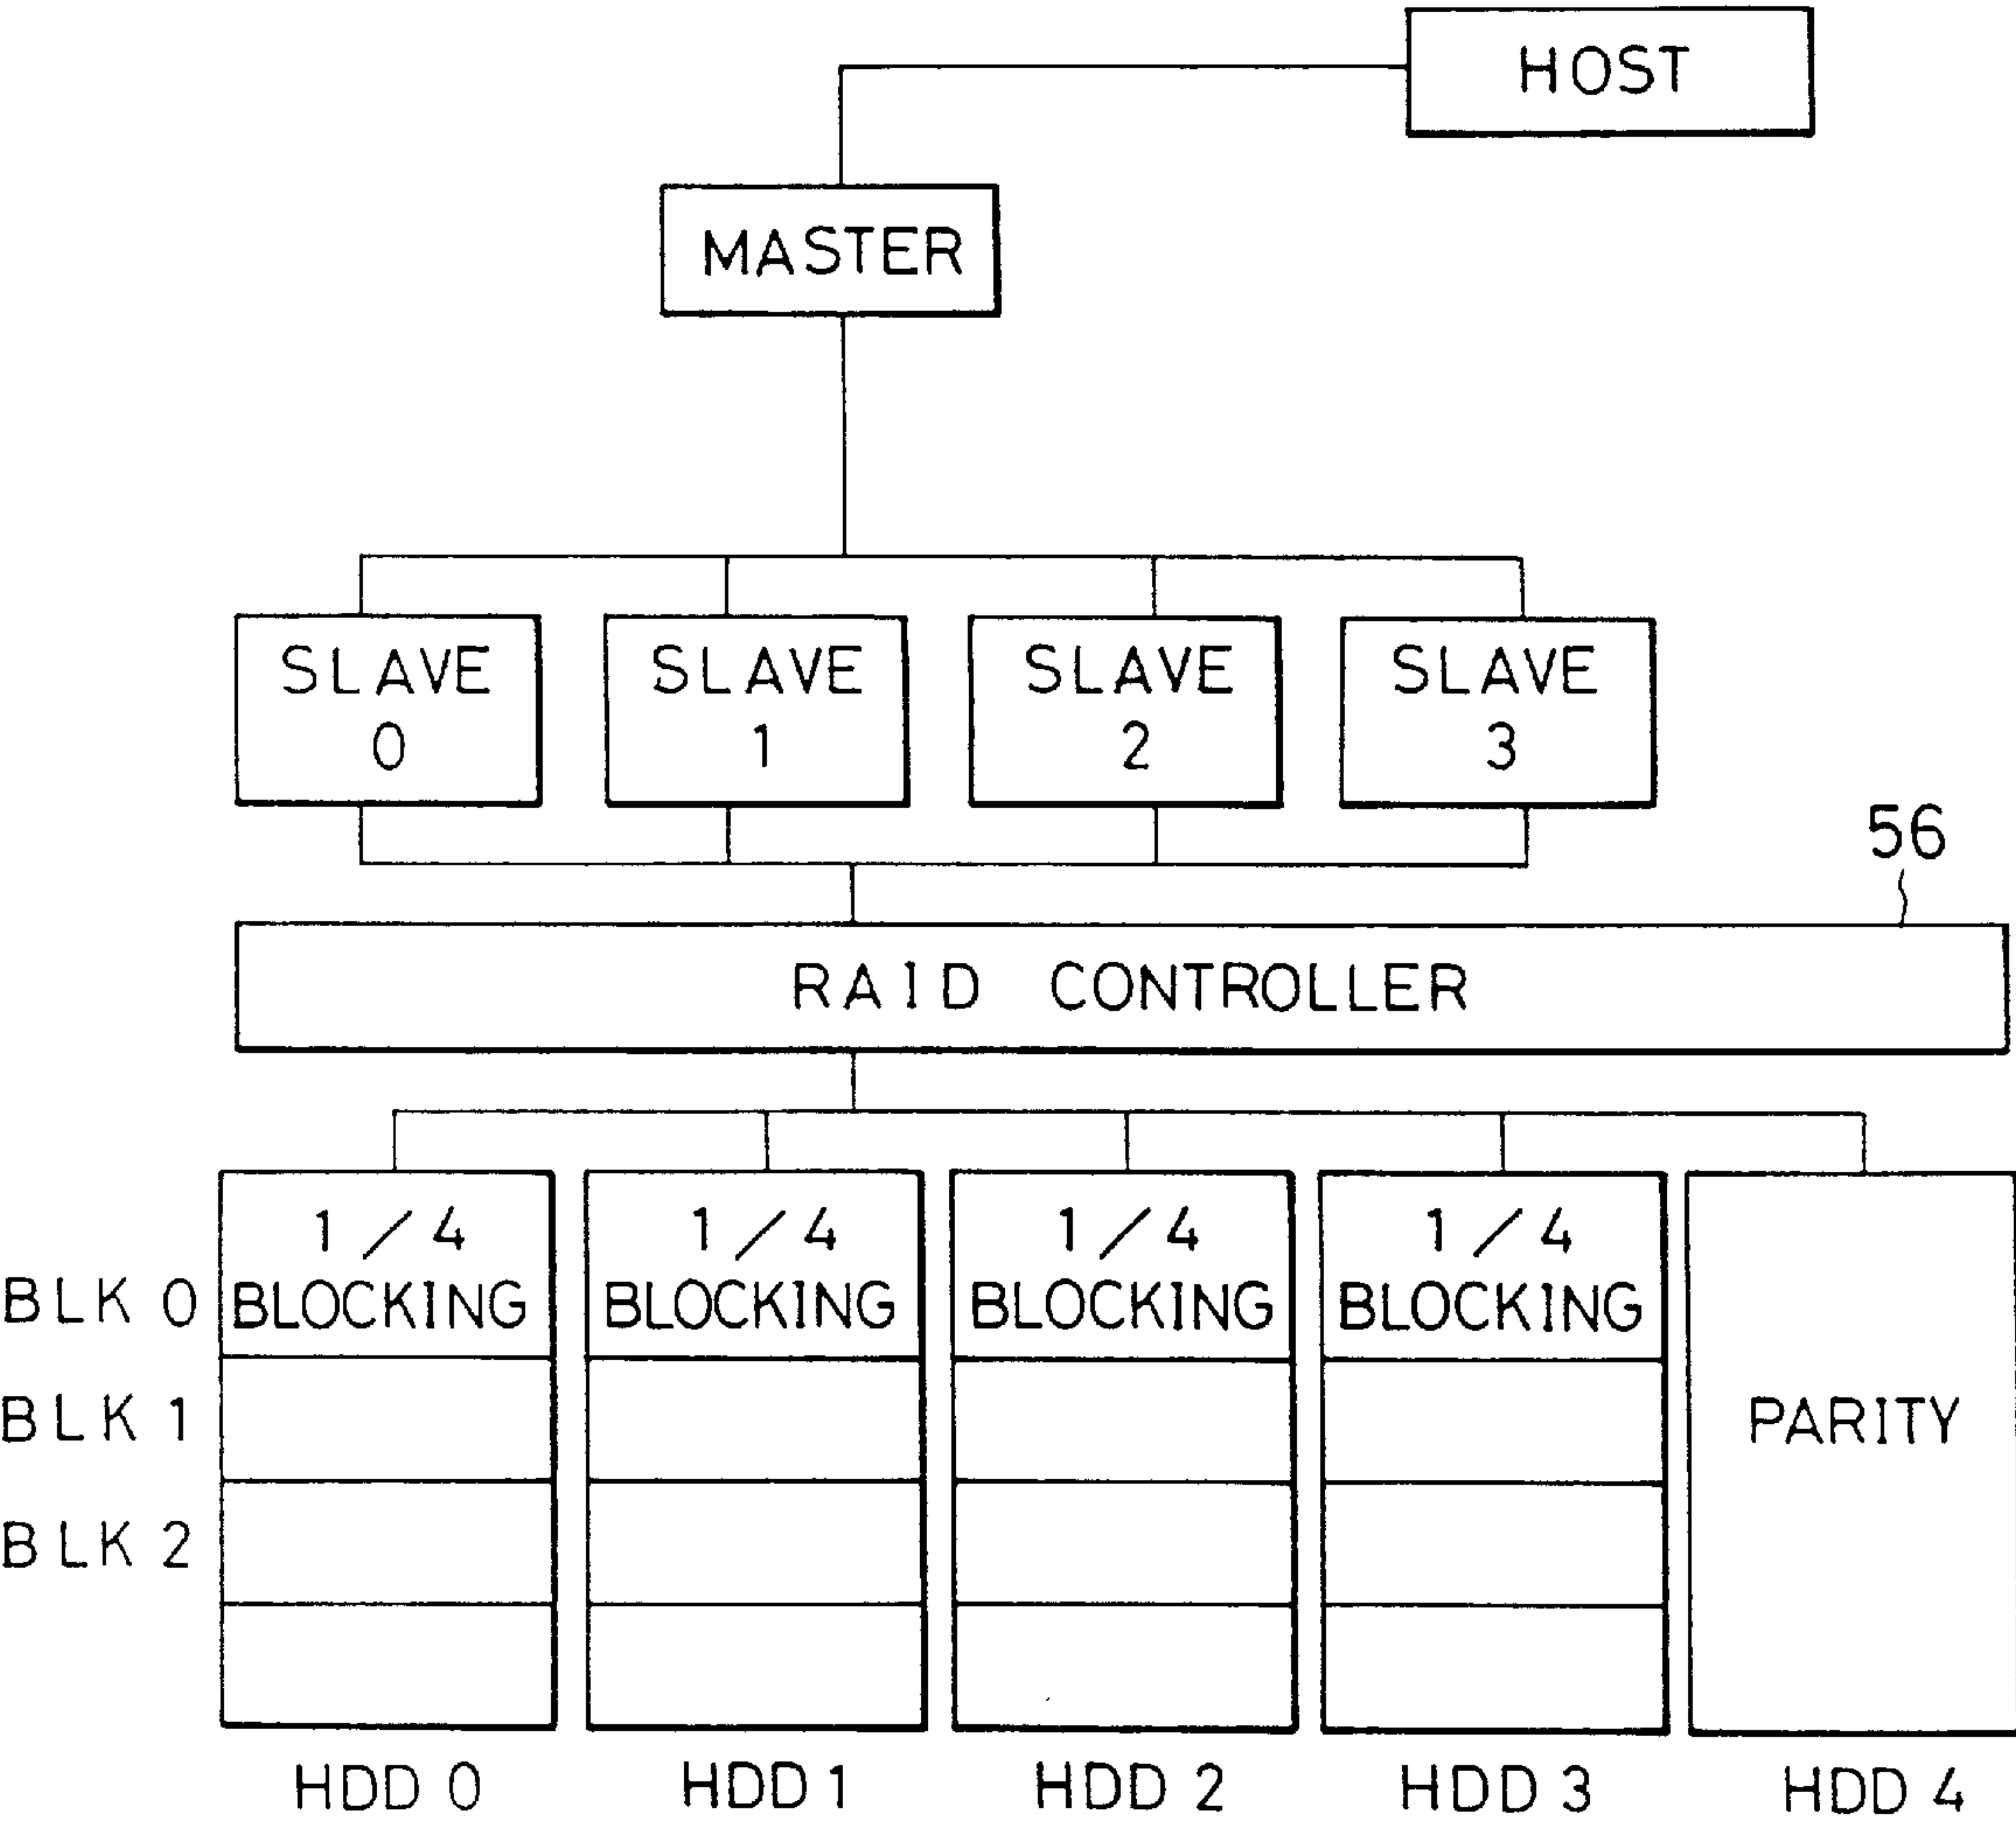 HOST
MASTER
SLAVE
0
SLAVE
1
SLAVE
2
SLAVE
3
56
RAID CONTROLLER
1/4
BLOCKING
1/4
BLOCKING
1/4
BLOCKING
1/4
BLOCKING
BLK 0
BLK 1
PARITY
BLK 2
HDD 0
HDD 1
HDD 2
HDD 3
HDD 4